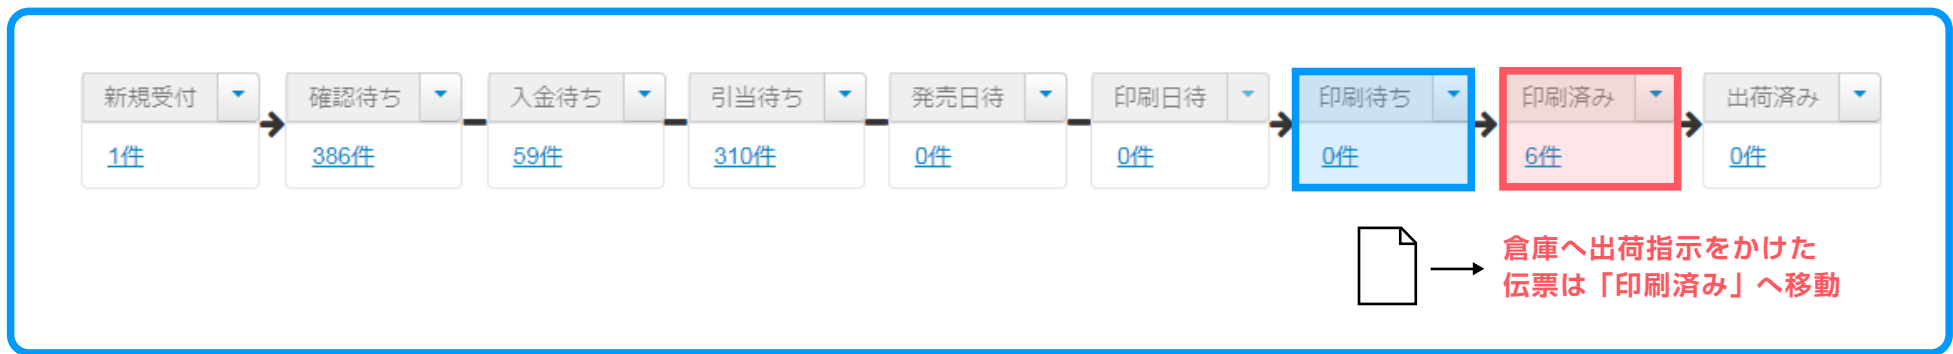 新規受付 確認待ち 入金待ち 引当待ち 発売日待 印刷日待 印刷待ち 印刷済み 出荷済み
1件 386件 59件 310件 0件 0件 0件 6件 0件
倉庫へ出荷指示をかけた
伝票は「印刷済み」へ移動